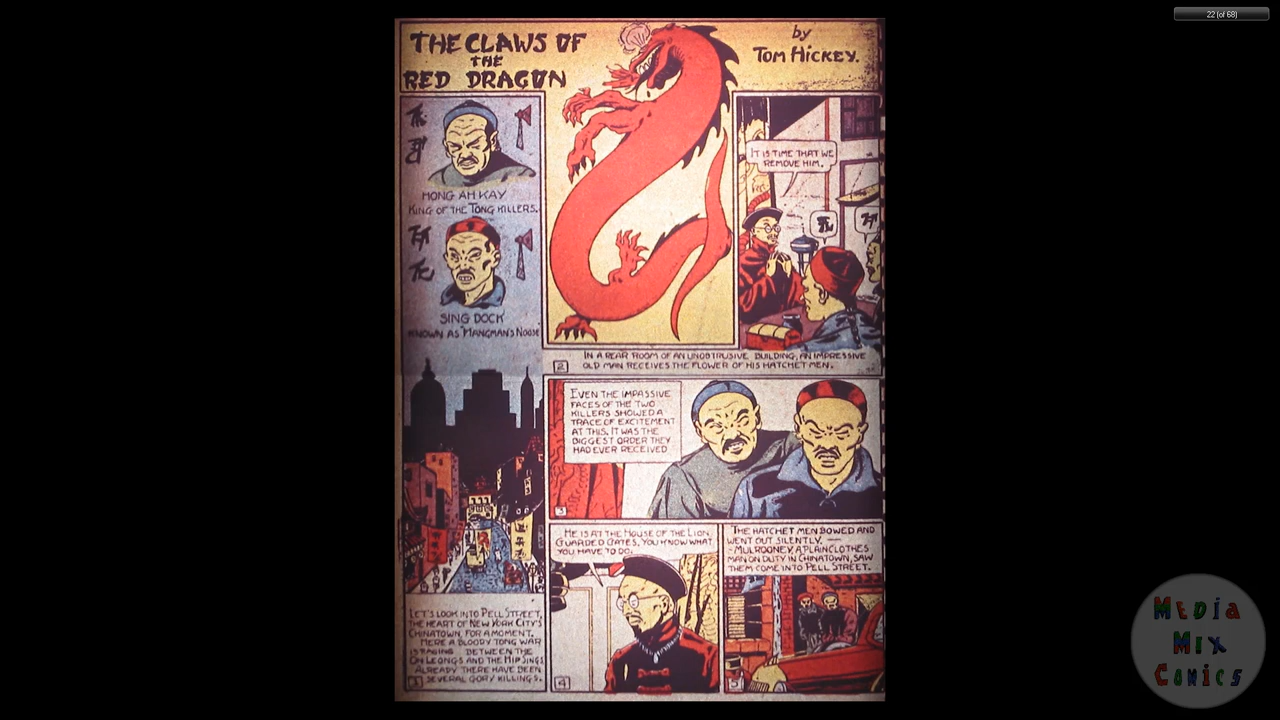 22 (of 68)
THE CLAWS OF
THE
RED DRAGON
by
TOM HICKEY.
HONG AH KAY
KING OF THE TONG KILLERS.
SING DOCK
KNOWN AS "HANGMAN'S NOOSE
LET'S LOOK INTO PELL STREET,
THE HEART OF NEW YORK CITY'S
CHINATOWN, FOR A MOMENT.
HERE A BLOODY TONG WAR
IS RAGING BETWEEN THE
ON LEONGS AND THE HIP SINGS
ALREADY THERE HAVE BEEN
SEVERAL GORY KILLINGS.
IT IS TIME THAT WE
REMOVE HIM.
IN A REAR ROOM OF AN UNOBTRUSIVE BUILDING, AN IMPRESSIVE
2 OLD MAN RECEIVES THE FLOWER OF HIS HATCHET MEN.
EVEN THE IMPASSIVE
FACES OF THE TWO
KILLERS SHOWED A
TRACE OF EXCITEMENT
AT THIS. IT WAS THE
BIGGEST ORDER THEY
HAD EVER RECEIVED
3
HE IS AT THE HOUSE OF THE LION
GUARDED GATES, YOU KNOW WHAT
YOU HAVE TO DO.
4
THE HATCHET MEN BOWED AND
WENT OUT SILENTLY. —
- MULROONEY, A PLAIN CLOTHES
MAN ON DUTY IN CHINATOWN, SAW
THEM COME INTO PELL STREET.
5
MEDIA
MIX
COMICS